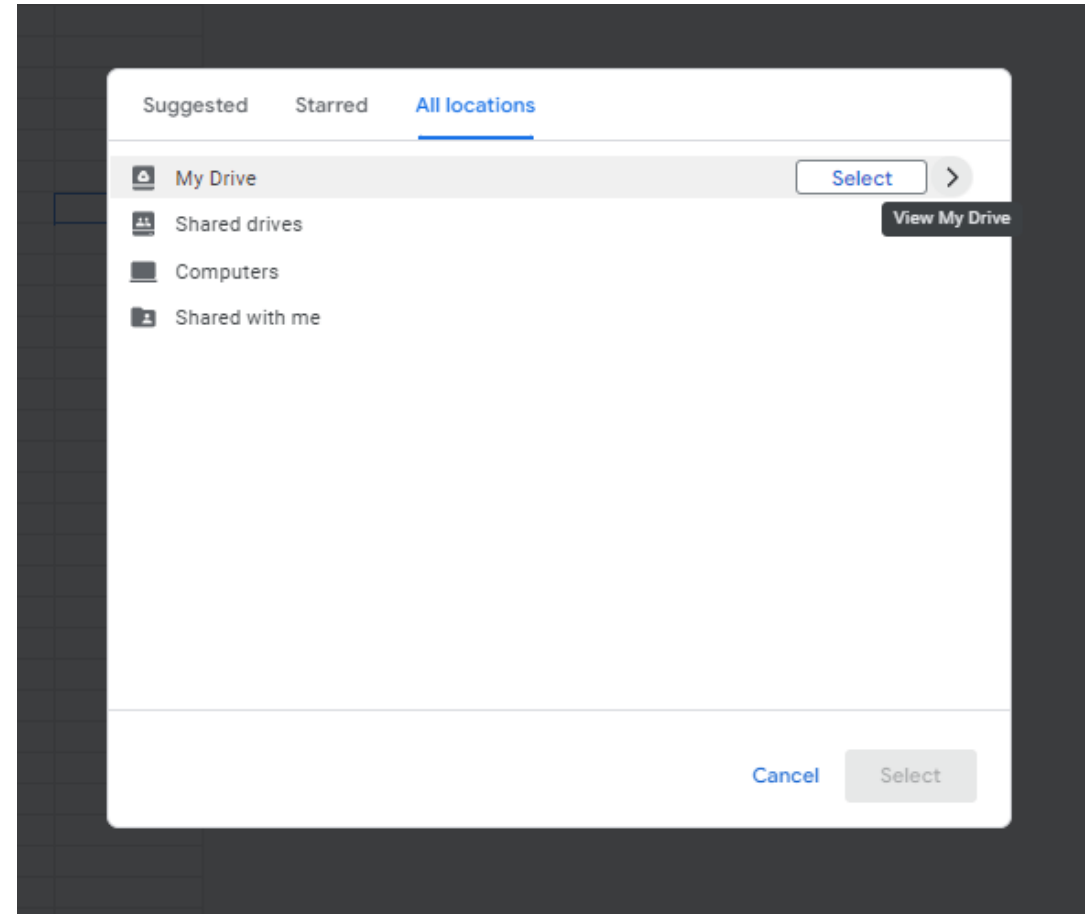 Suggested Starred All locations
My Drive Select
View My Drive
Shared drives
Computers
Shared with me
Cancel Select